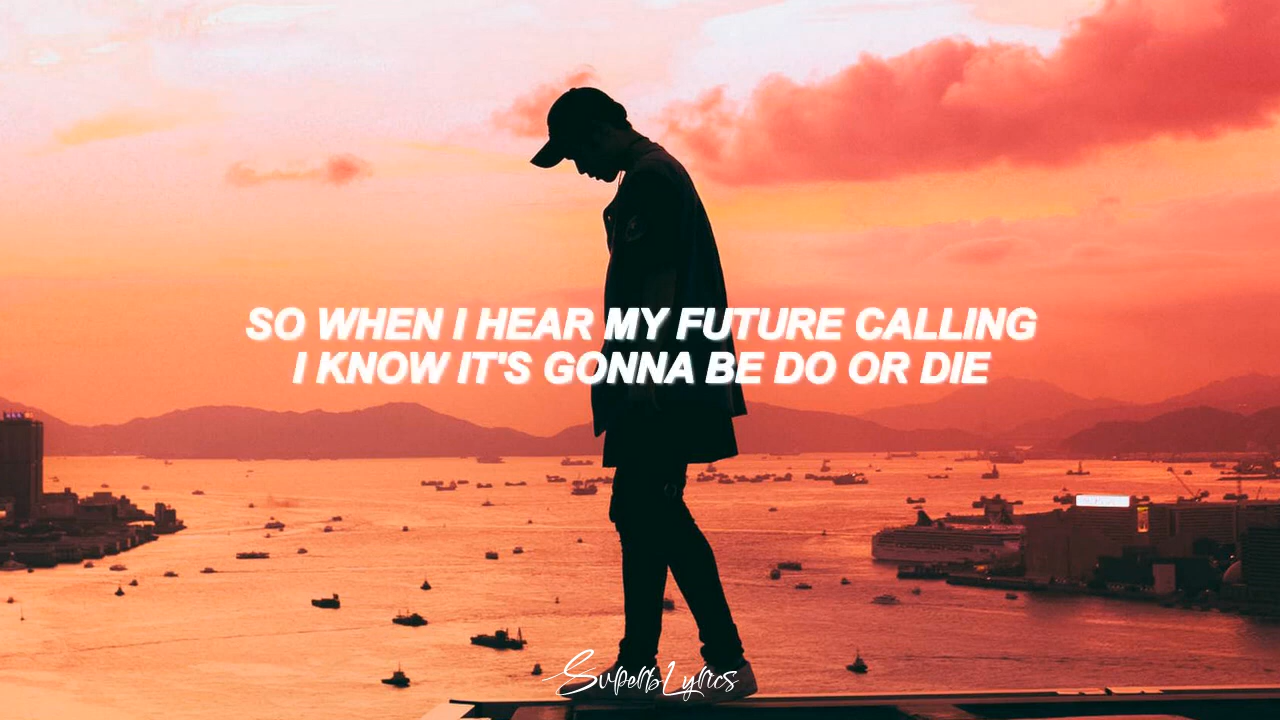 SO WHEN I HEAR MY FUTURE CALLING
I KNOW IT'S GONNA BE DO OR DIE
SuperbLyrics